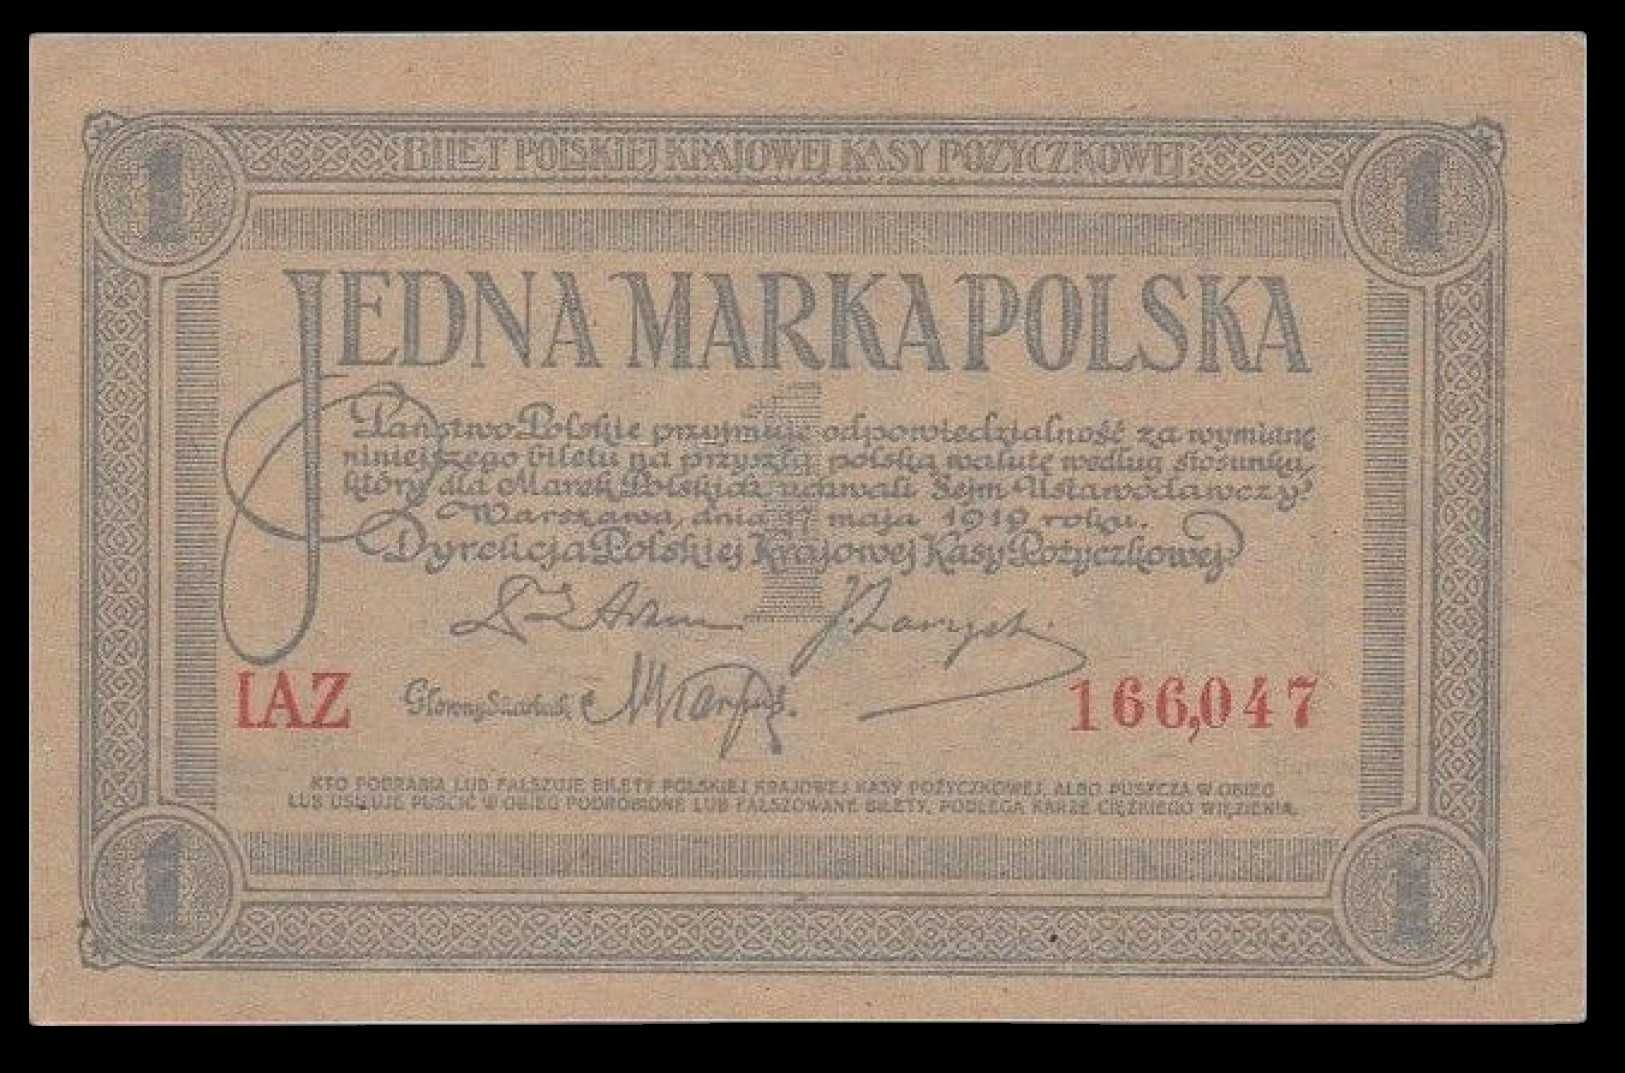 1 BILET POLSKIEJ KRAJOWEJ KASY POŻYCZKOWEJ 1
JEDNA MARKA POLSKA
1
Państwo Polskie przyjmuje odpowiedzialność za wymianę
niniejszego biletu na przyszłą polską walutę według stosunku,
który dla Marek Polskich uchwali Sejm Ustawodawczy.
Warszawa, dnia 17 maja 1919 roku.
Dyrekcja Polskiej Krajowej Kasy Pożyczkowej
IAZ Główny Skarbnik 166,047
KTO PODRABIA LUB FAŁSZUJE BILETY POLSKIEJ KRAJOWEJ KASY POŻYCZKOWEJ, ALBO PUSZCZA W OBIEG
LUB USIŁUJE PUŚCIĆ W OBIEG PODROBIONE LUB FAŁSZOWANE BILETY, PODLEGA KARZE CIĘŻKIEGO WIĘZIENIA.
1 1